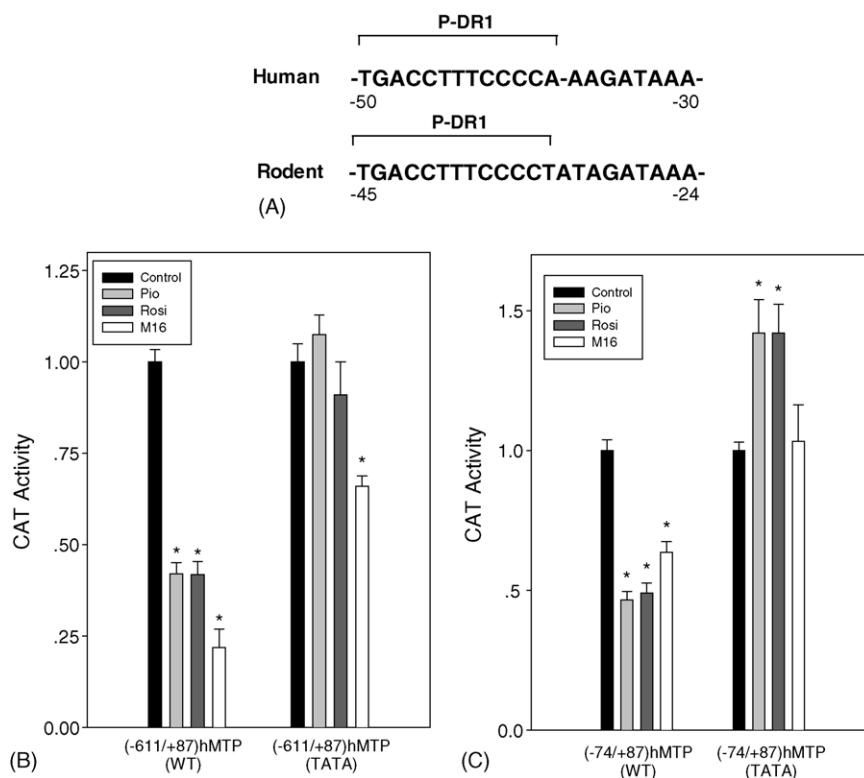 P-DR1
Human -TGACCTTTCCCCA-AAGATAAA-
-50 -30
P-DR1
Rodent -TGACCTTTCCCCTATAGATAAA-
-45 -24
(A)
1.25
1.00
.75
.50
.25
0.00
CAT Activity
Control
Pio
Rosi
M16
* * *
*
(-611/+87)hMTP
(WT)
(-611/+87)hMTP
(TATA)
(B)
1.5
1.0
.5
0.0
CAT Activity
Control
Pio
Rosi
M16
* * *
* *
(-74/+87)hMTP
(WT)
(-74/+87)hMTP
(TATA)
(C)